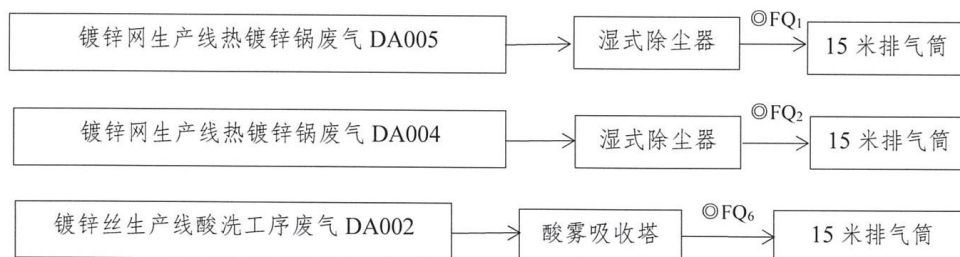 ◎FQ₁
镀锌网生产线热镀锌锅废气 DA005 湿式除尘器 15 米排气筒
◎FQ₂
镀锌网生产线热镀锌锅废气 DA004 湿式除尘器 15 米排气筒
◎FQ₆
镀锌丝生产线酸洗工序废气 DA002 酸雾吸收塔 15 米排气筒